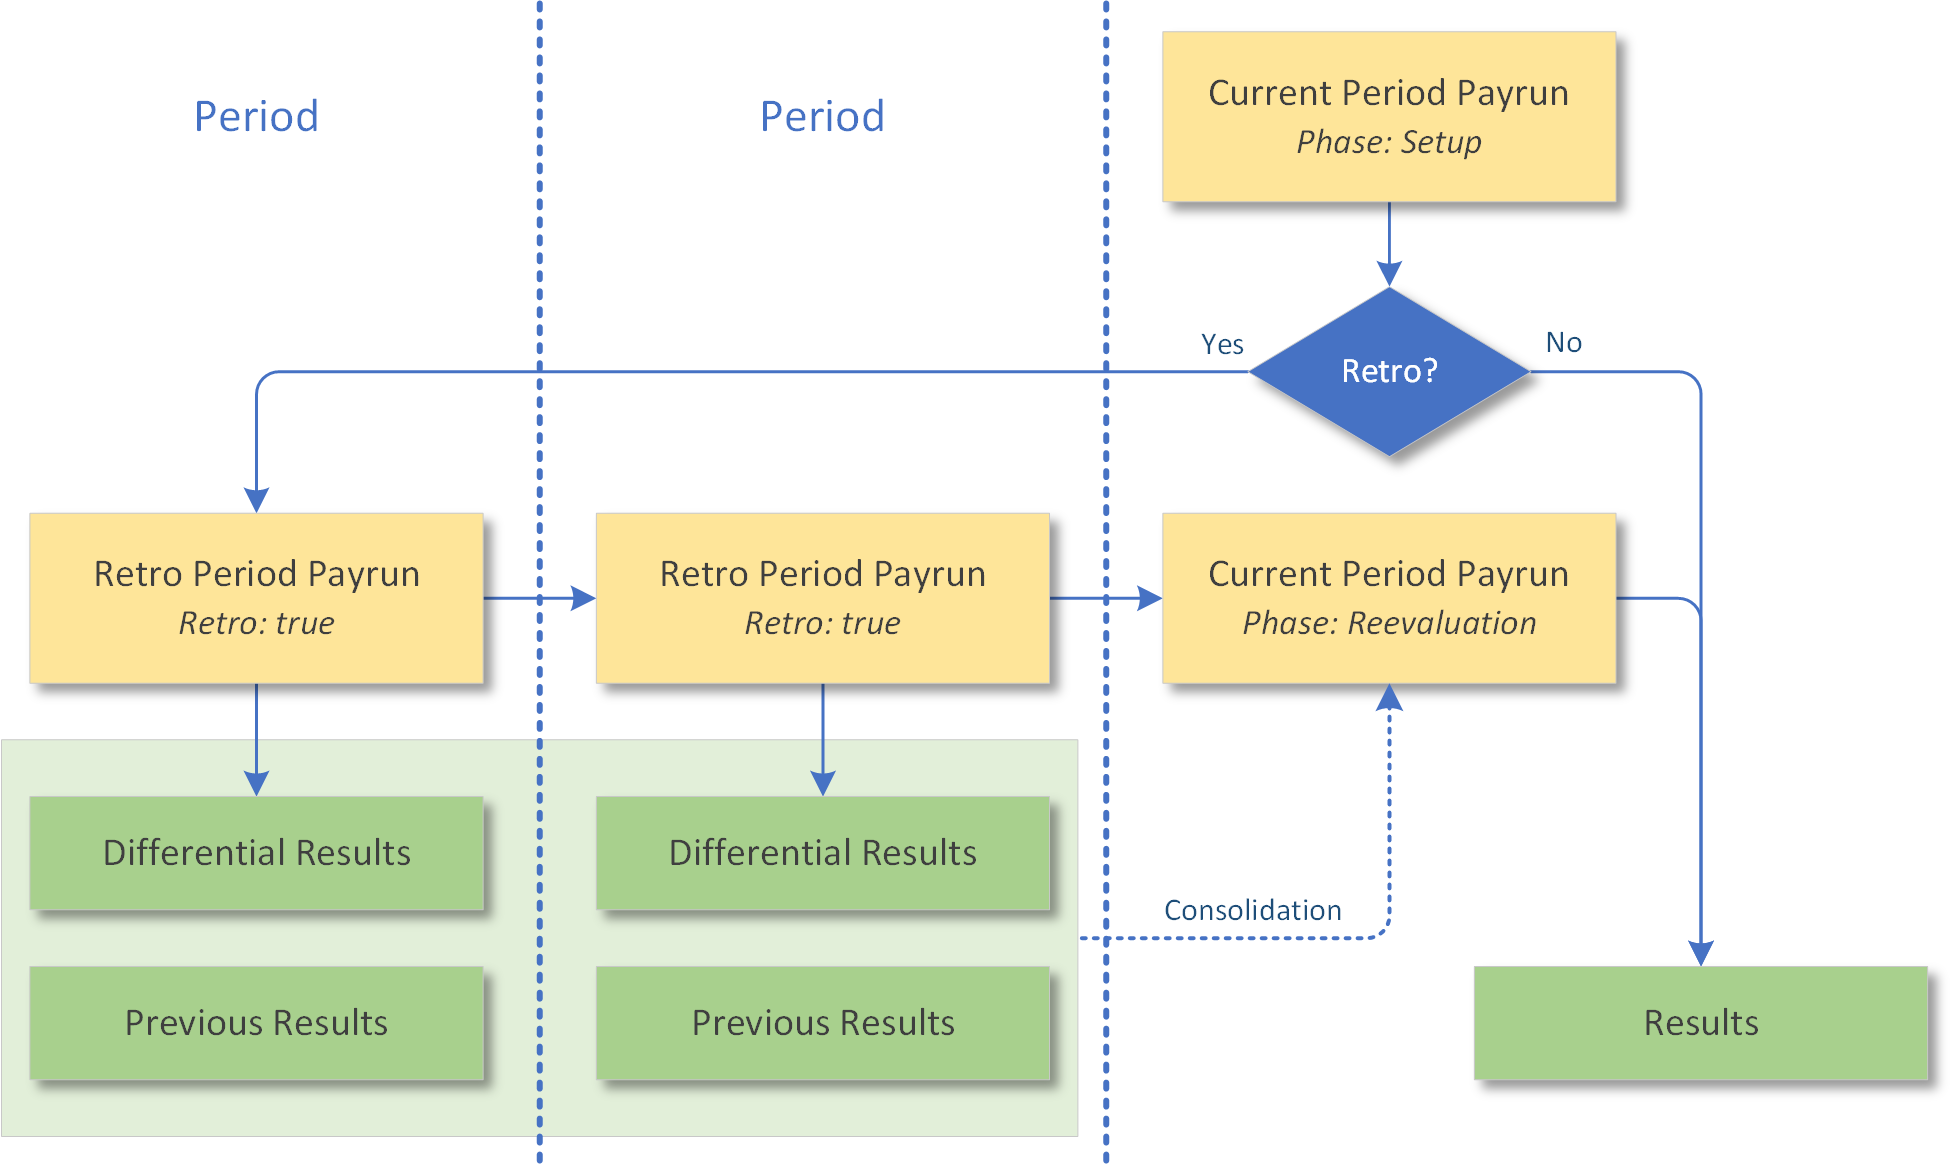 Period
Period
Current Period Payrun
Phase: Setup
Yes
Retro?
No
Retro Period Payrun
Retro: true
Retro Period Payrun
Retro: true
Current Period Payrun
Phase: Reevaluation
Differential Results
Differential Results
Consolidation
Previous Results
Previous Results
Results